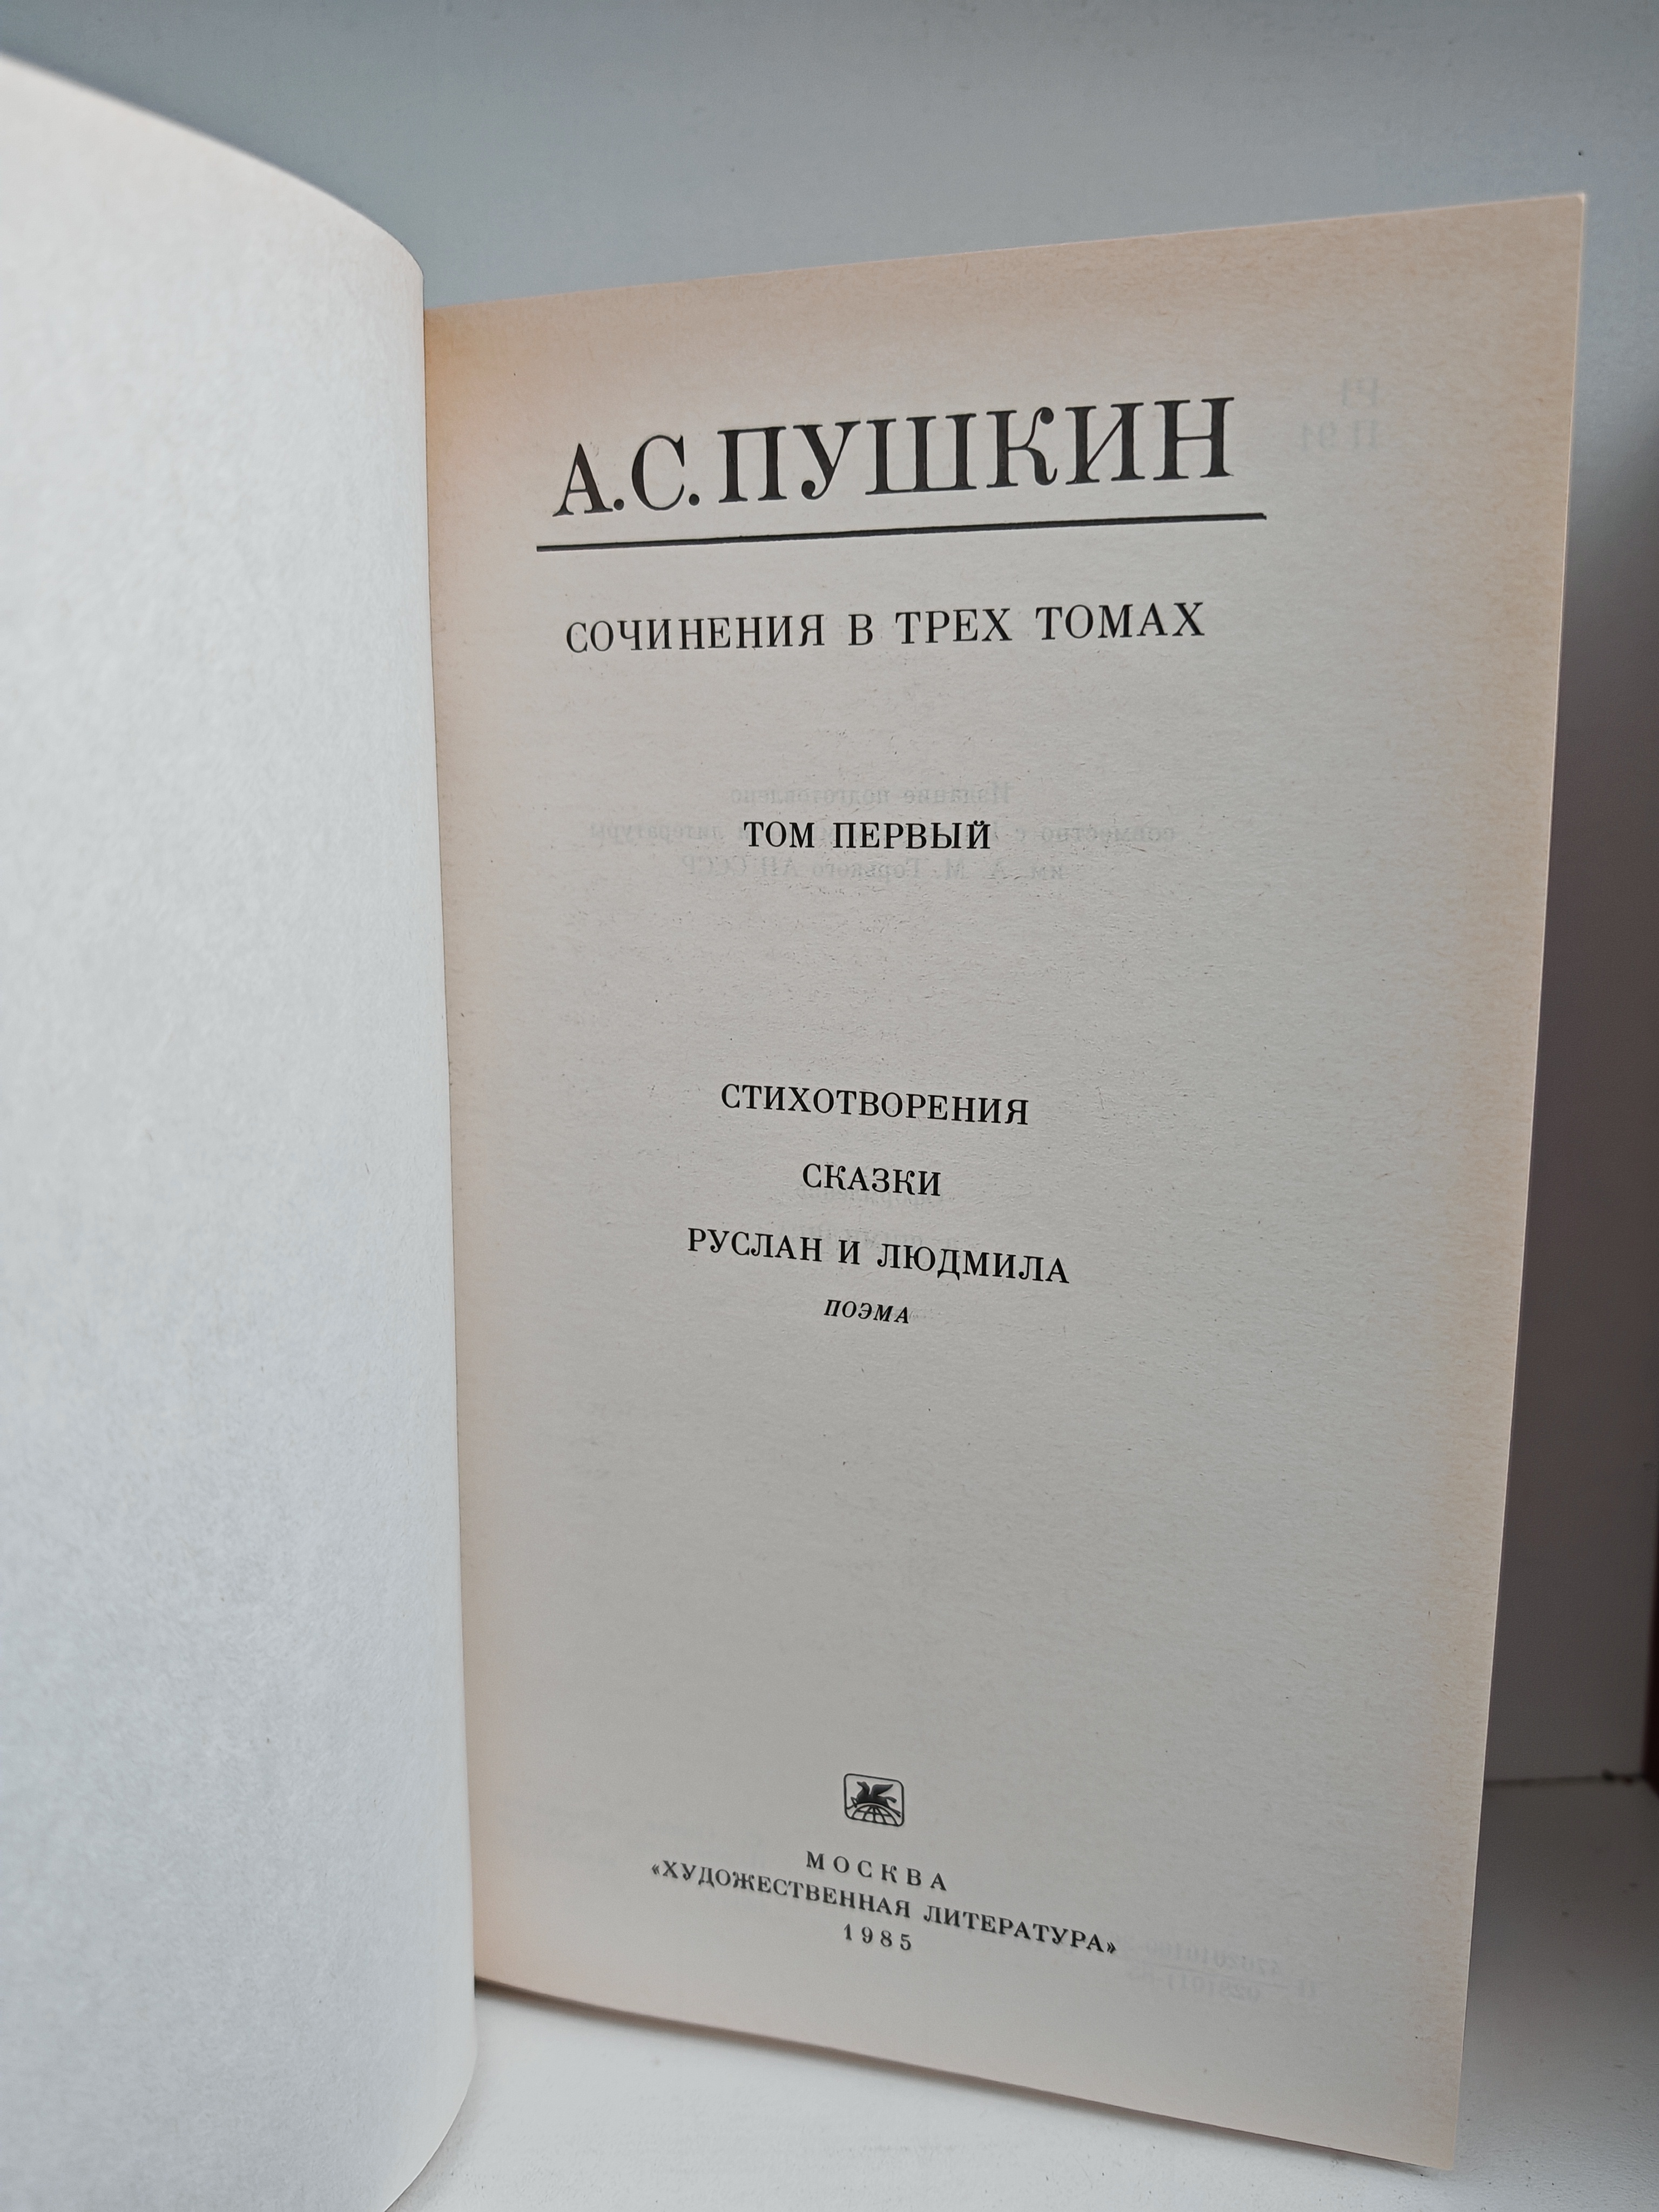 А.С.ПУШКИН
СОЧИНЕНИЯ В ТРЕХ ТОМАХ
ТОМ ПЕРВЫЙ
СТИХОТВОРЕНИЯ
СКАЗКИ
РУСЛАН И ЛЮДМИЛА
ПОЭМА
МОСКВА
«ХУДОЖЕСТВЕННАЯ ЛИТЕРАТУРА»
1985